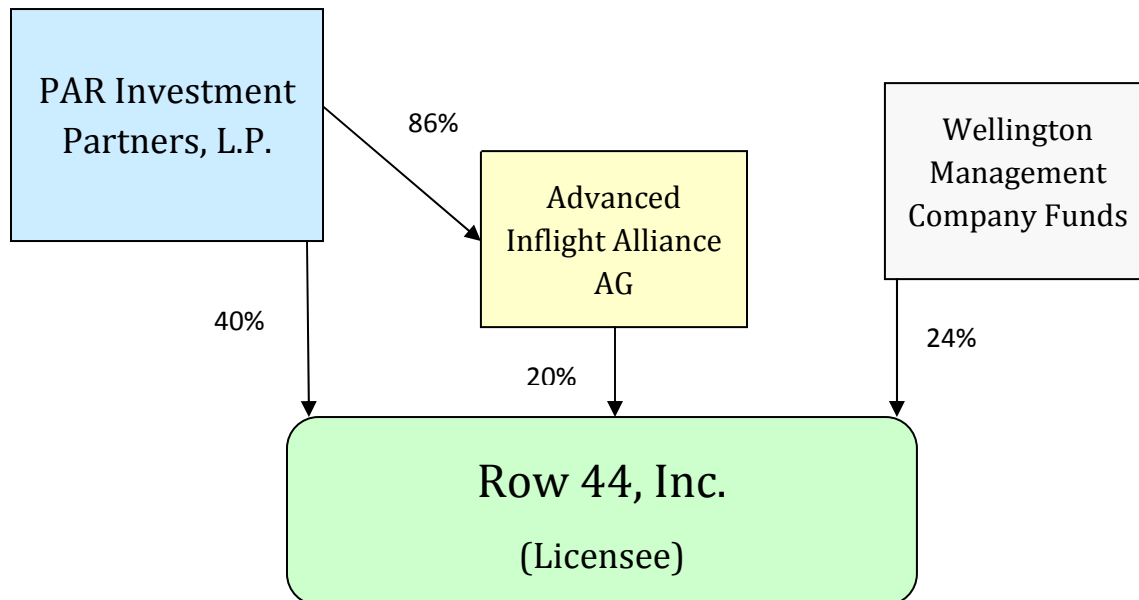 PAR Investment
Partners, L.P.
86%
Wellington
Management
Company Funds
Advanced
Inflight Alliance
AG
40%
20%
24%
Row 44, Inc.
(Licensee)